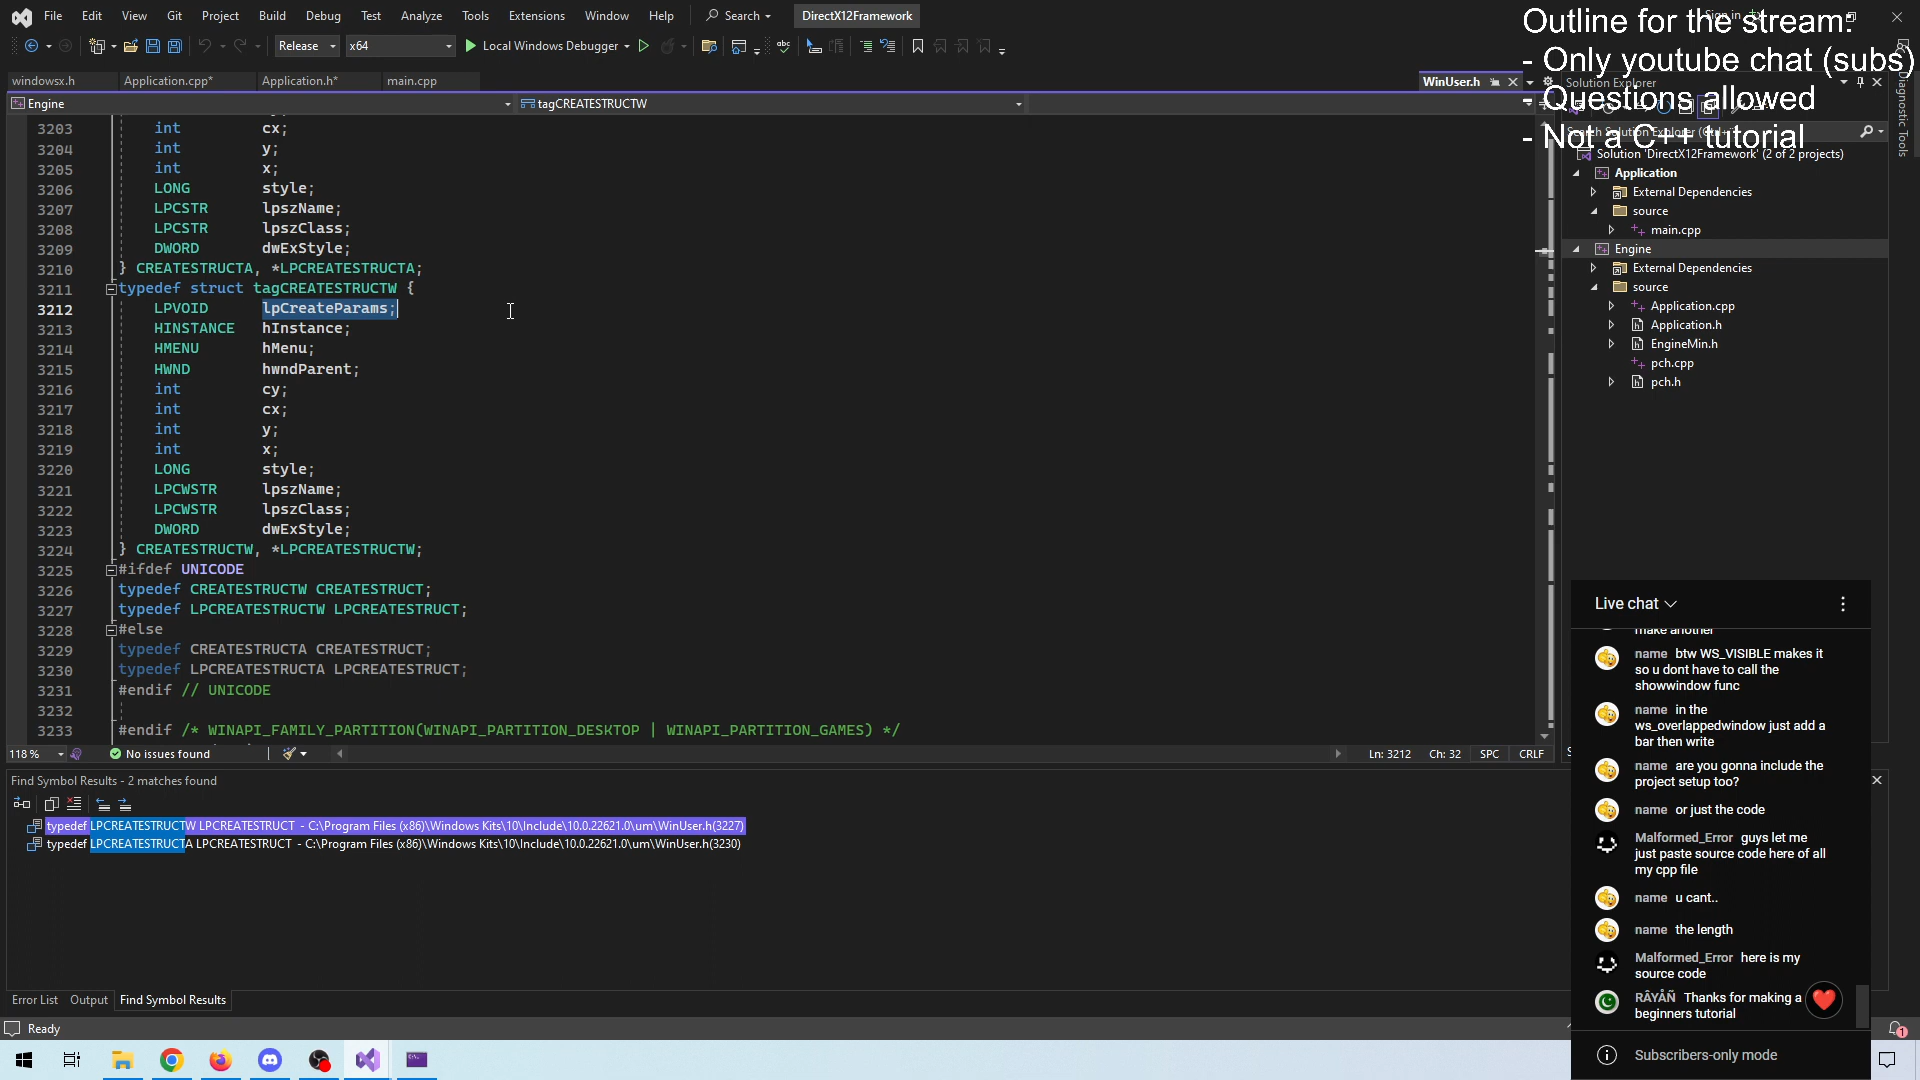 File Edit View Git Project Build Debug Test Analyze Tools Extensions Window Help Search DirectX12Framework
Outline for the stream:
- Only youtube chat (subs)
- Questions allowed
- Not a C++ tutorial
Release x64 Local Windows Debugger
windowsx.h Application.cpp* Application.h* main.cpp WinUser.h
Engine tagCREATESTRUCTW
3203 int cx;
3204 int y;
3205 int x;
3206 LONG style;
3207 LPCSTR lpszName;
3208 LPCSTR lpszClass;
3209 DWORD dwExStyle;
3210 } CREATESTRUCTA, *LPCREATESTRUCTA;
3211 typedef struct tagCREATESTRUCTW {
3212 LPVOID lpCreateParams;
3213 HINSTANCE hInstance;
3214 HMENU hMenu;
3215 HWND hwndParent;
3216 int cy;
3217 int cx;
3218 int y;
3219 int x;
3220 LONG style;
3221 LPCWSTR lpszName;
3222 LPCWSTR lpszClass;
3223 DWORD dwExStyle;
3224 } CREATESTRUCTW, *LPCREATESTRUCTW;
3225 #ifdef UNICODE
3226 typedef CREATESTRUCTW CREATESTRUCT;
3227 typedef LPCREATESTRUCTW LPCREATESTRUCT;
3228 #else
3229 typedef CREATESTRUCTA CREATESTRUCT;
3230 typedef LPCREATESTRUCTA LPCREATESTRUCT;
3231 #endif // UNICODE
3232
3233 #endif /* WINAPI_FAMILY_PARTITION(WINAPI_PARTITION_DESKTOP | WINAPI_PARTITION_GAMES) */
118 % No issues found Ln: 3212 Ch: 32 SPC CRLF
Find Symbol Results - 2 matches found
typedef LPCREATESTRUCTW LPCREATESTRUCT - C:\Program Files (x86)\Windows Kits\10\Include\10.0.22621.0\um\WinUser.h(3227)
typedef LPCREATESTRUCTA LPCREATESTRUCT - C:\Program Files (x86)\Windows Kits\10\Include\10.0.22621.0\um\WinUser.h(3230)
Error List Output Find Symbol Results
Ready
Solution Explorer
Search Solution Explorer
Solution 'DirectX12Framework' (2 of 2 projects)
Application
External Dependencies
source
main.cpp
Engine
External Dependencies
source
Application.cpp
Application.h
EngineMin.h
pch.cpp
pch.h
Diagnostic Tools
Live chat
make another
name btw WS_VISIBLE makes it
so u dont have to call the
showwindow func
name in the
ws_overlappedwindow just add a
bar then write
name are you gonna include the
project setup too?
name or just the code
Malformed_Error guys let me
just paste source code here of all
my cpp file
name u cant..
name the length
Malformed_Error here is my
source code
RÂYÅÑ Thanks for making a
beginners tutorial
Subscribers-only mode
1